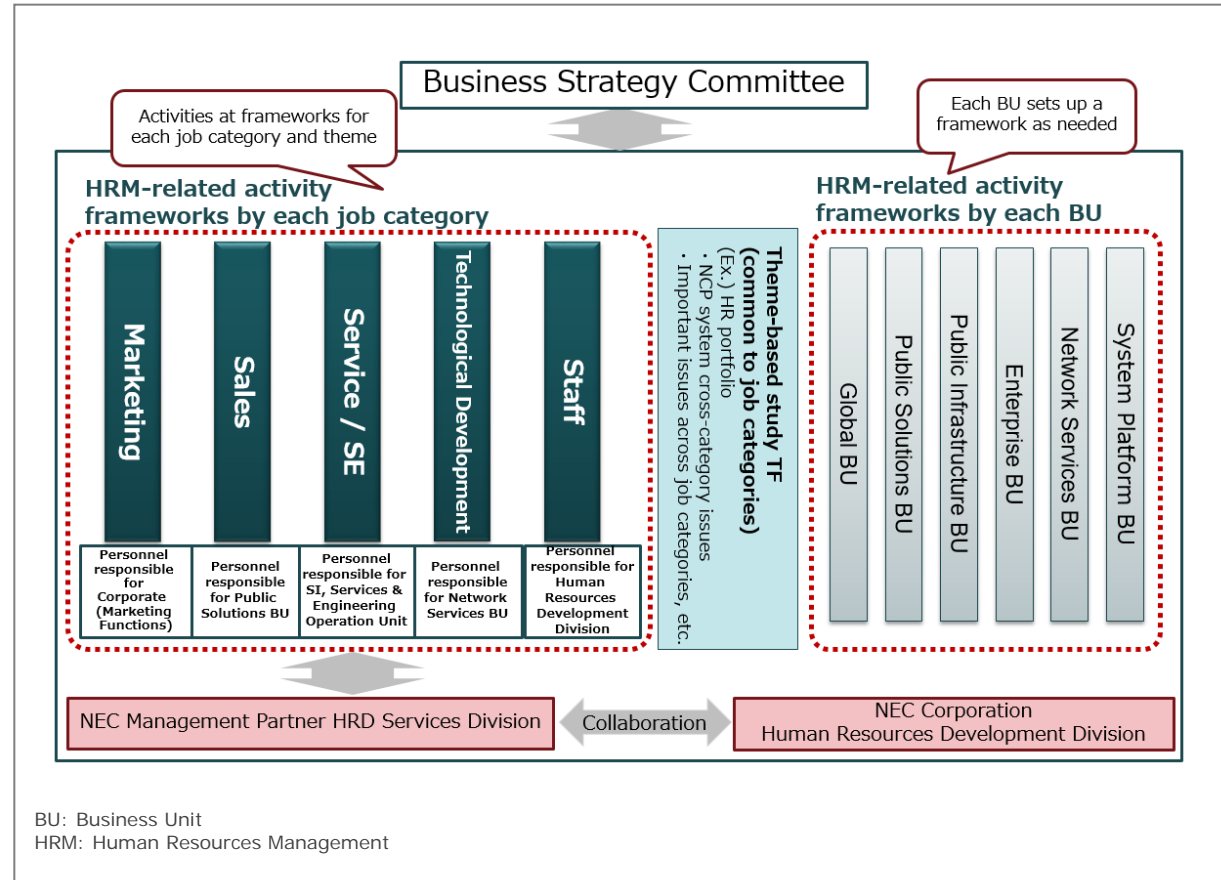 Business Strategy Committee
Activities at frameworks for
each job category and theme
Each BU sets up a
framework as needed
HRM-related activity
frameworks by each job category
HRM-related activity
frameworks by each BU
Marketing
Sales
Service / SE
Technological Development
Staff
Personnel
responsible
for
Corporate
(Marketing
Functions)
Personnel
responsible
for Public
Solutions BU
Personnel
responsible for
SI, Services &
Engineering
Operation Unit
Personnel
responsible
for Network
Services BU
Personnel
responsible for
Human
Resources
Development
Division
Theme-based study TF
(common to job categories)
(Ex.) HR portfolio
・NCP system cross-category issues
・Important issues across job categories, etc.
Global BU
Public Solutions BU
Public Infrastructure BU
Enterprise BU
Network Services BU
System Platform BU
NEC Management Partner HRD Services Division
Collaboration
NEC Corporation
Human Resources Development Division
BU: Business Unit
HRM: Human Resources Management